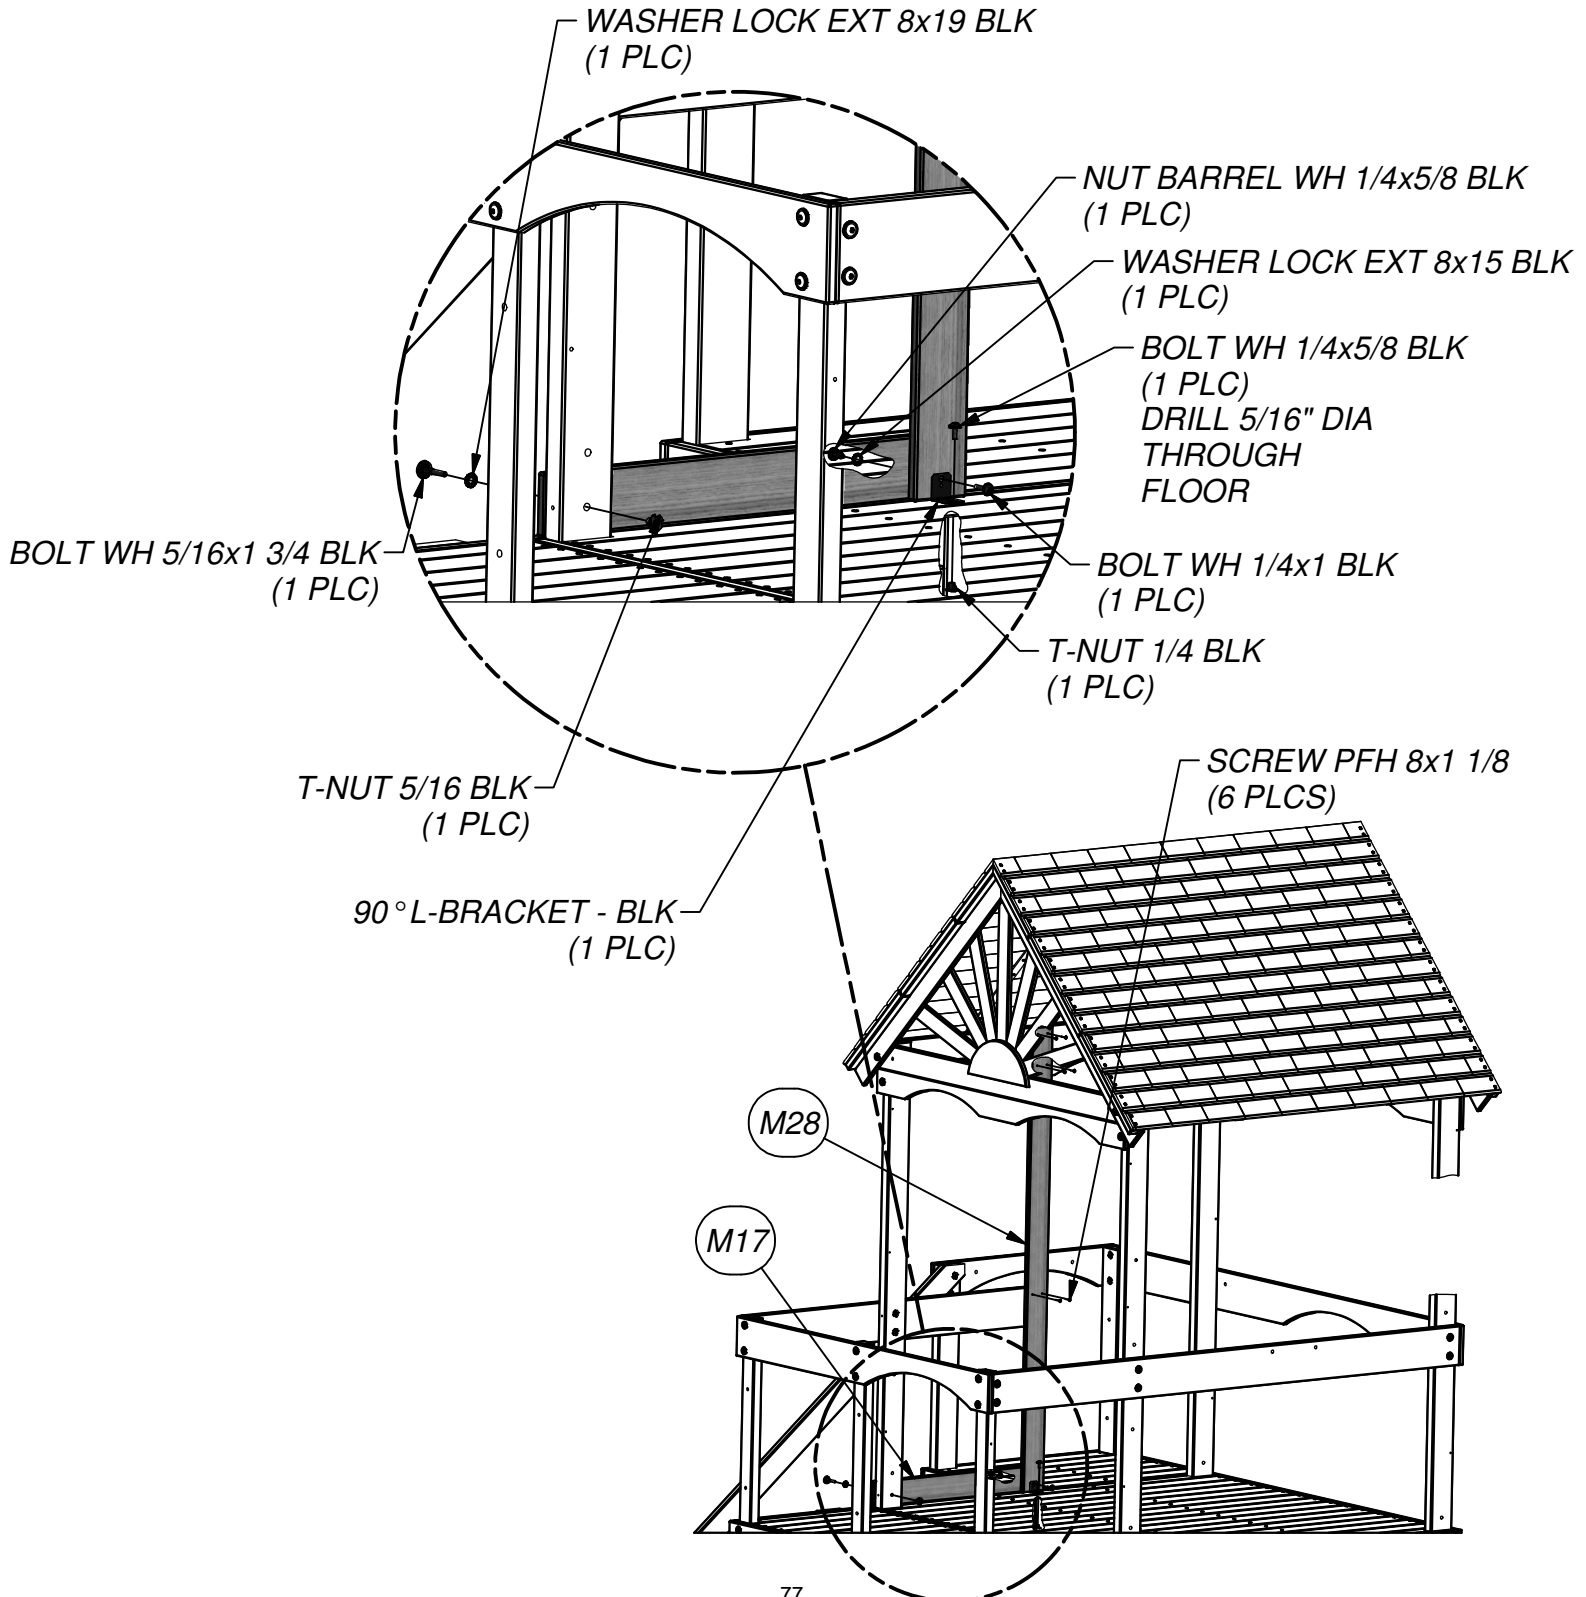 WASHER LOCK EXT 8x19 BLK
(1 PLC)
NUT BARREL WH 1/4x5/8 BLK
(1 PLC)
WASHER LOCK EXT 8x15 BLK
(1 PLC)
BOLT WH 1/4x5/8 BLK
(1 PLC)
DRILL 5/16" DIA
THROUGH
FLOOR
BOLT WH 5/16x1 3/4 BLK
(1 PLC)
BOLT WH 1/4x1 BLK
(1 PLC)
T-NUT 1/4 BLK
(1 PLC)
T-NUT 5/16 BLK
(1 PLC)
SCREW PFH 8x1 1/8
(6 PLCS)
90° L-BRACKET - BLK
(1 PLC)
M28
M17
77